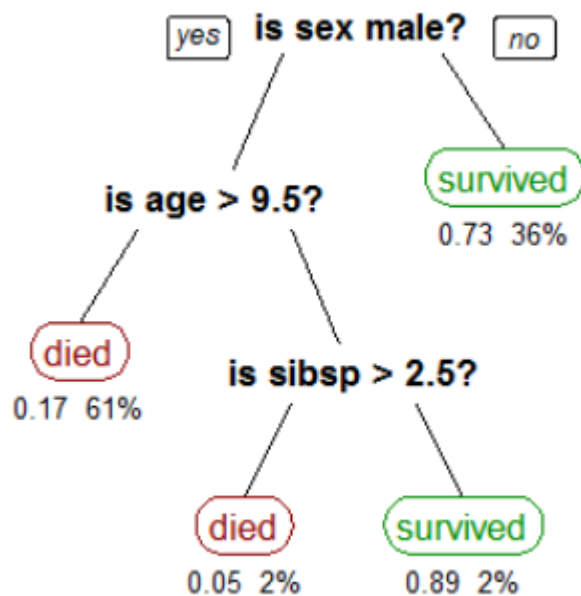 yes is sex male? no
survived
is age > 9.5?
0.73 36%
died
0.17 61%
is sibsp > 2.5?
died survived
0.05 2% 0.89 2%